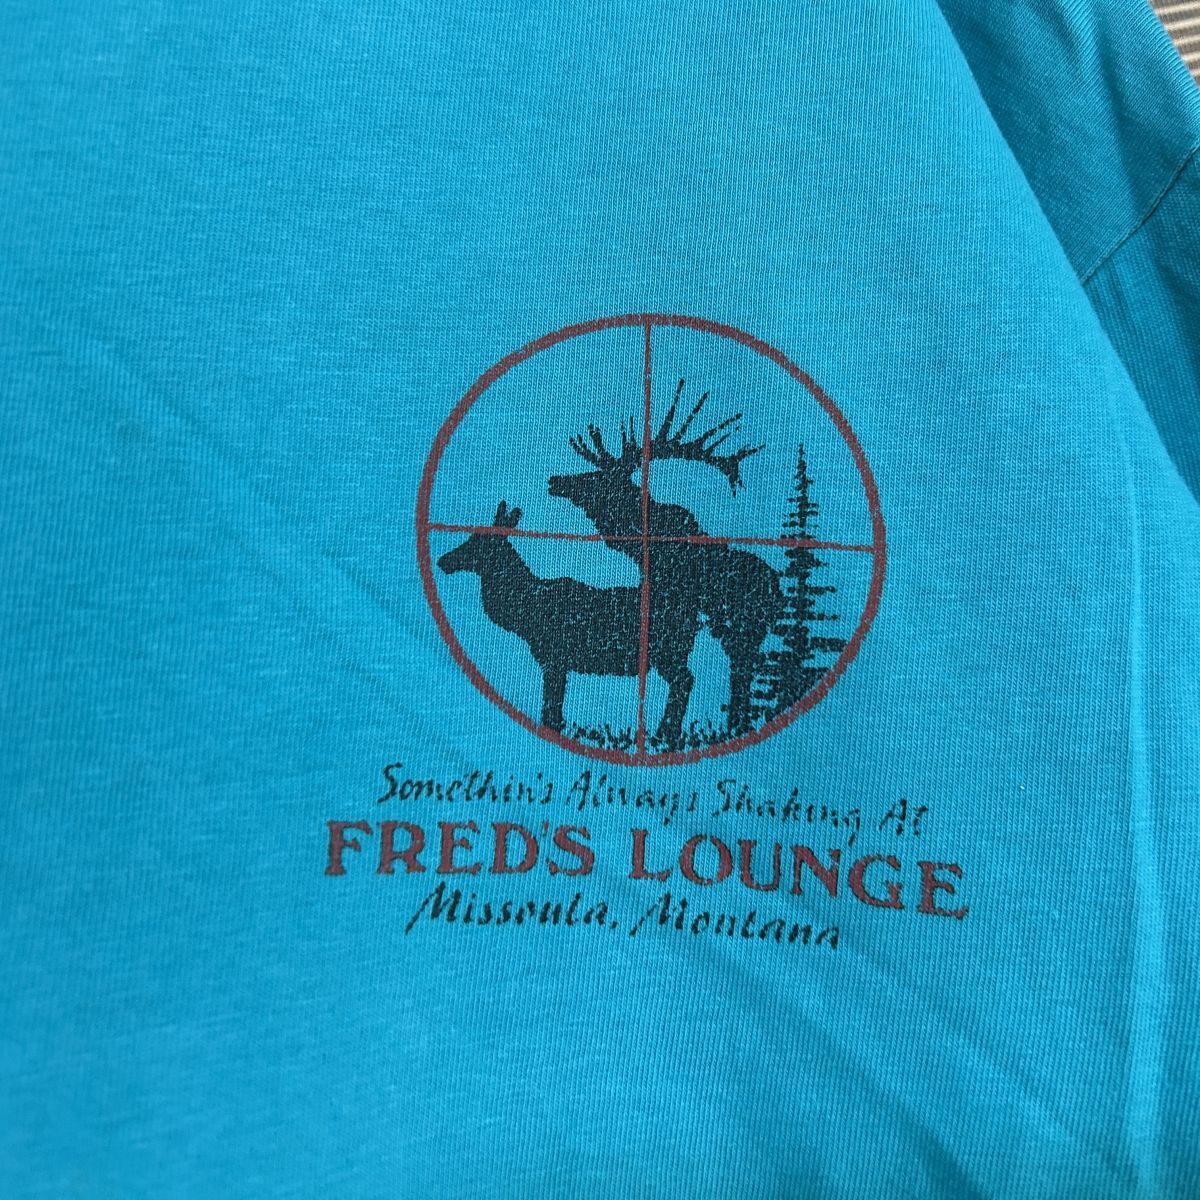 Somethin's Always Shaking At
FRED'S LOUNGE
Missoula, Montana